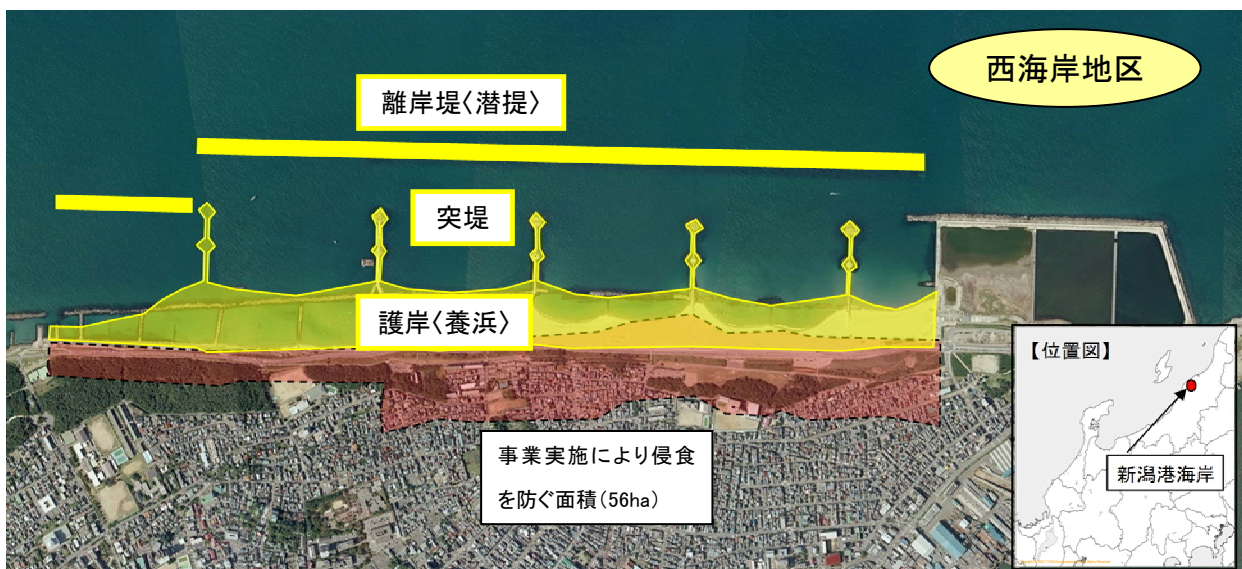 西海岸地区
離岸堤〈潜提〉
突堤
護岸〈養浜〉
事業実施により侵食
を防ぐ面積(56ha)
【位置図】
新潟港海岸